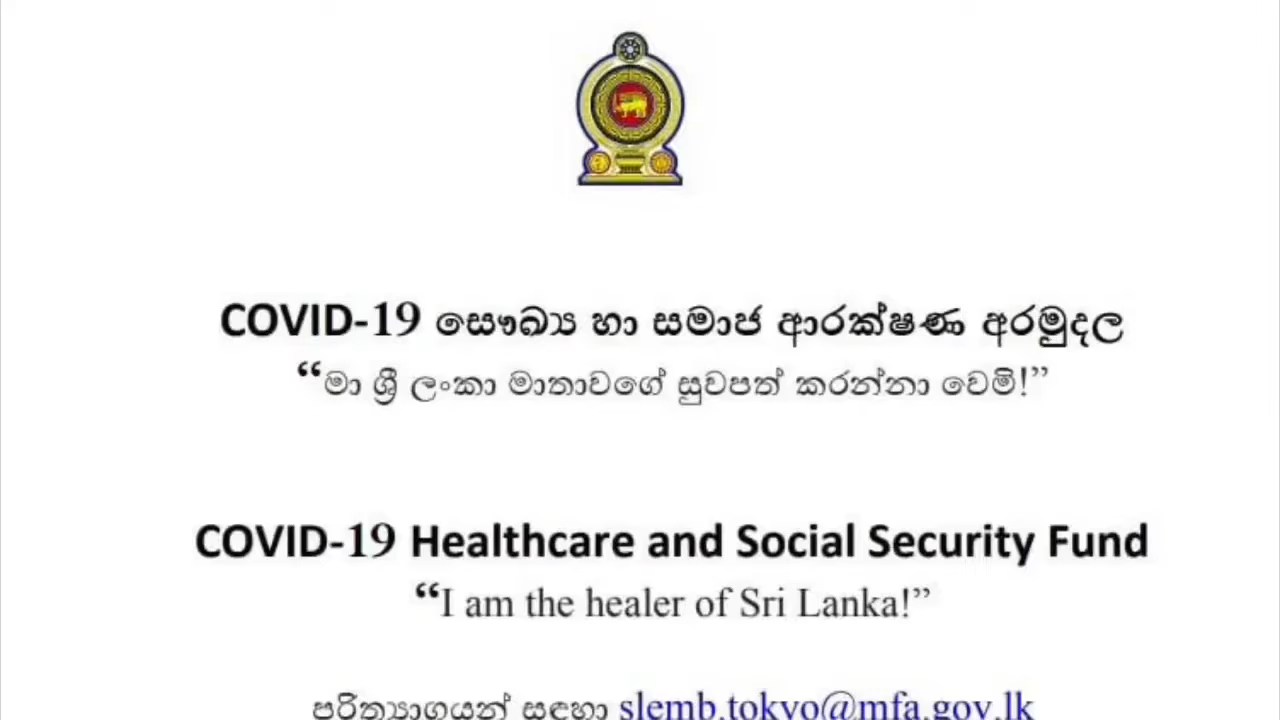 COVID-19 සෞඛ්‍ය හා සමාජ ආරක්ෂණ අරමුදල
“මා ශ්‍රී ලංකා මාතාවගේ සුවපත් කරන්නා වෙමි!”
COVID-19 Healthcare and Social Security Fund
“I am the healer of Sri Lanka!”
පරිත්‍යාගයන් සඳහා slemb.tokyo@mfa.gov.lk